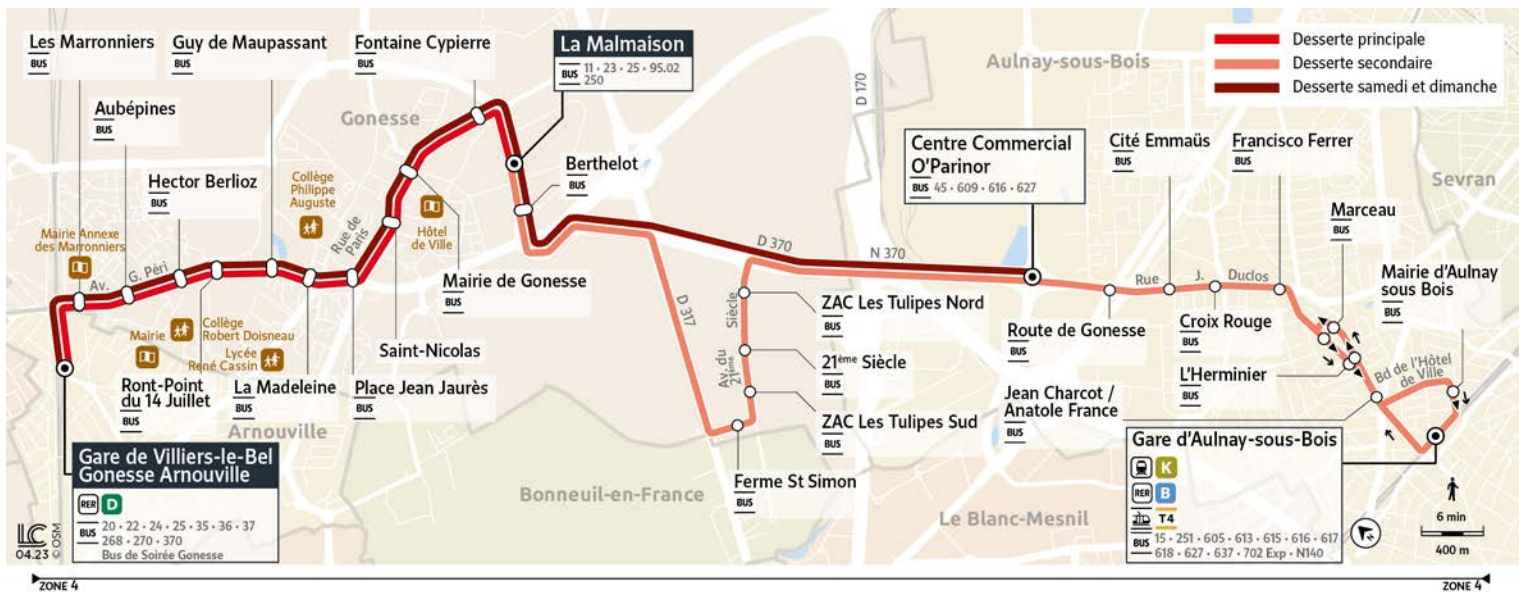 Les Marronniers
BUS
Guy de Maupassant
BUS
Fontaine Cypierre
BUS
La Malmaison
BUS 11 • 23 • 25 • 95.02
250
Desserte principale
Desserte secondaire
Desserte samedi et dimanche
Aulnay-sous-Bois
D 170
Aubépines
BUS
Gonesse
Hector Berlioz
BUS
Collège
Philippe
Auguste
Berthelot
BUS
Centre Commercial
O'Parinor
BUS 45 • 609 • 616 • 627
Cité Emmaüs
BUS
Francisco Ferrer
BUS
Sevran
Marceau
BUS
Mairie Annexe
des Marronniers
Rue de
Paris
Hôtel
de Ville
Av. G. Péri
D 370
N 370
Rue J. Duclos
Mairie d'Aulnay
sous Bois
BUS
Mairie de Gonesse
BUS
D 317
Siècle
Av. du
21ème
ZAC Les Tulipes Nord
BUS
Route de Gonesse
BUS
Croix Rouge
BUS
Mairie
Collège
Robert Doisneau
Lycée
René Cassin
Saint-Nicolas
BUS
21ème Siècle
BUS
L'Herminier
BUS
Bd de l'Hôtel
de Ville
Ront-Point
du 14 Juillet
BUS
La Madeleine
BUS
Place Jean Jaurès
BUS
Jean Charcot /
Anatole France
BUS
ZAC Les Tulipes Sud
BUS
Arnouville
Gare de Villiers-le-Bel
Gonesse Arnouville
RER D
BUS 20 • 22 • 24 • 25 • 35 • 36 • 37
268 • 270 • 370
Bus de Soirée Gonesse
Ferme St Simon
BUS
Bonneuil-en-France
Le Blanc-Mesnil
Gare d'Aulnay-sous-Bois
K
RER B
T4
BUS 15 • 251 • 605 • 613 • 615 • 616 • 617
618 • 627 • 637 • 702 Exp • N140
6 min
400 m
LC
04.23
© OSM
ZONE 4
ZONE 4